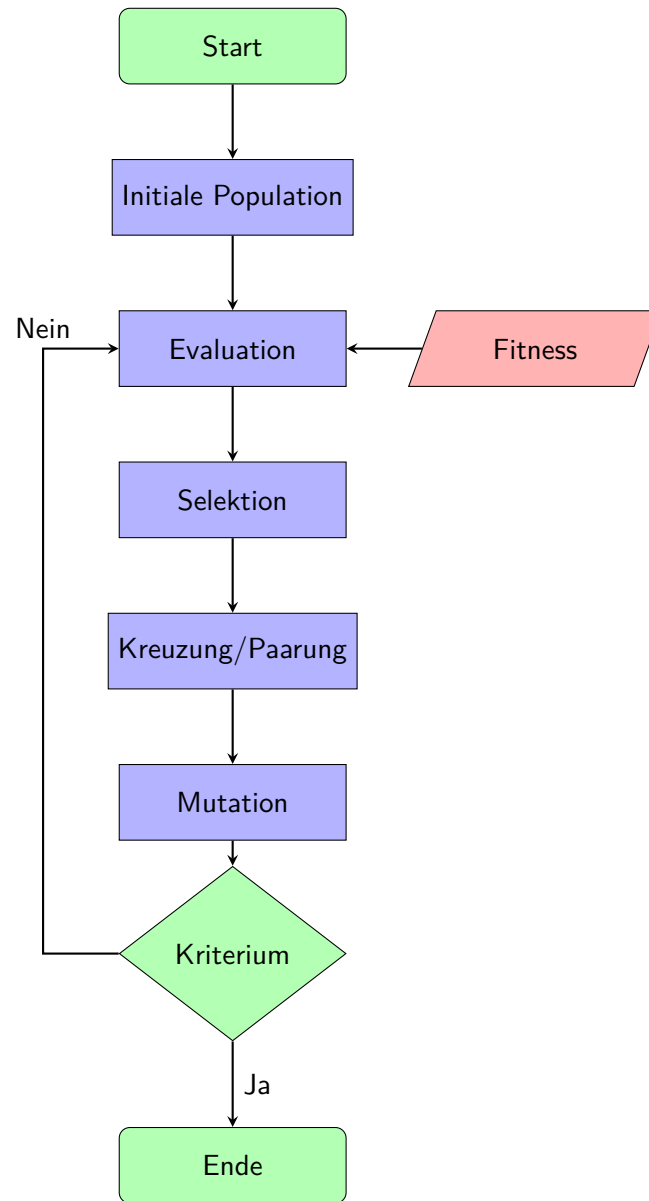 Start
Initiale Population
Nein
Evaluation
Fitness
Selektion
Kreuzung/Paarung
Mutation
Kriterium
Ja
Ende